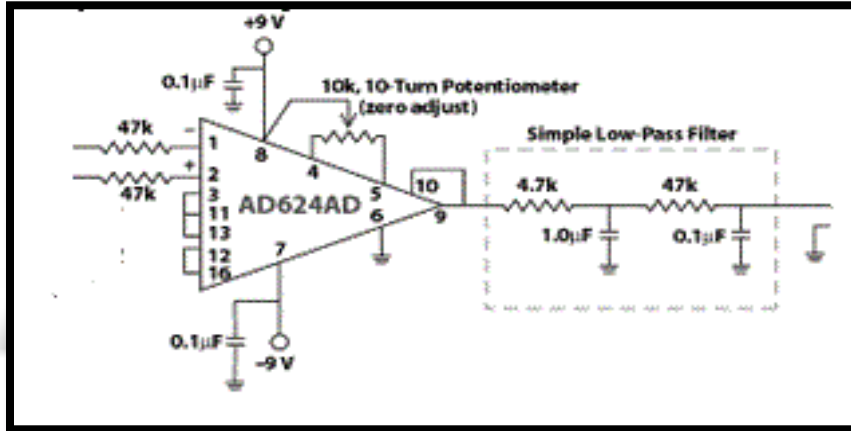 +9 V
0.1µF
10k, 10-Turn Potentiometer
(zero adjust)
47k
−
1
8
+
2
4
47k
3
11
13
12
16
AD624AD
5
10
6
9
7
Simple Low-Pass Filter
4.7k
47k
1.0µF
0.1µF
0.1µF
−9 V